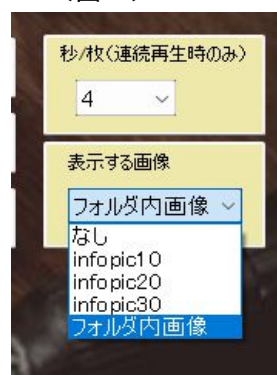 秒/枚(連続再生時のみ)
4
表示する画像
フォルダ内画像
なし
infopic10
infopic20
infopic30
フォルダ内画像